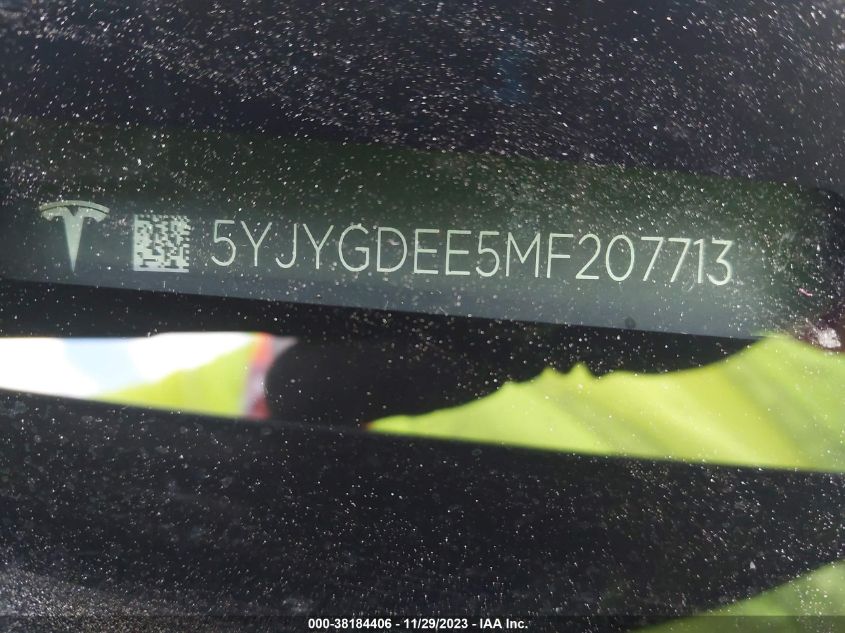 5YJYGDEE5MF207713
000-38184406 - 11/29/2023 - IAA Inc.